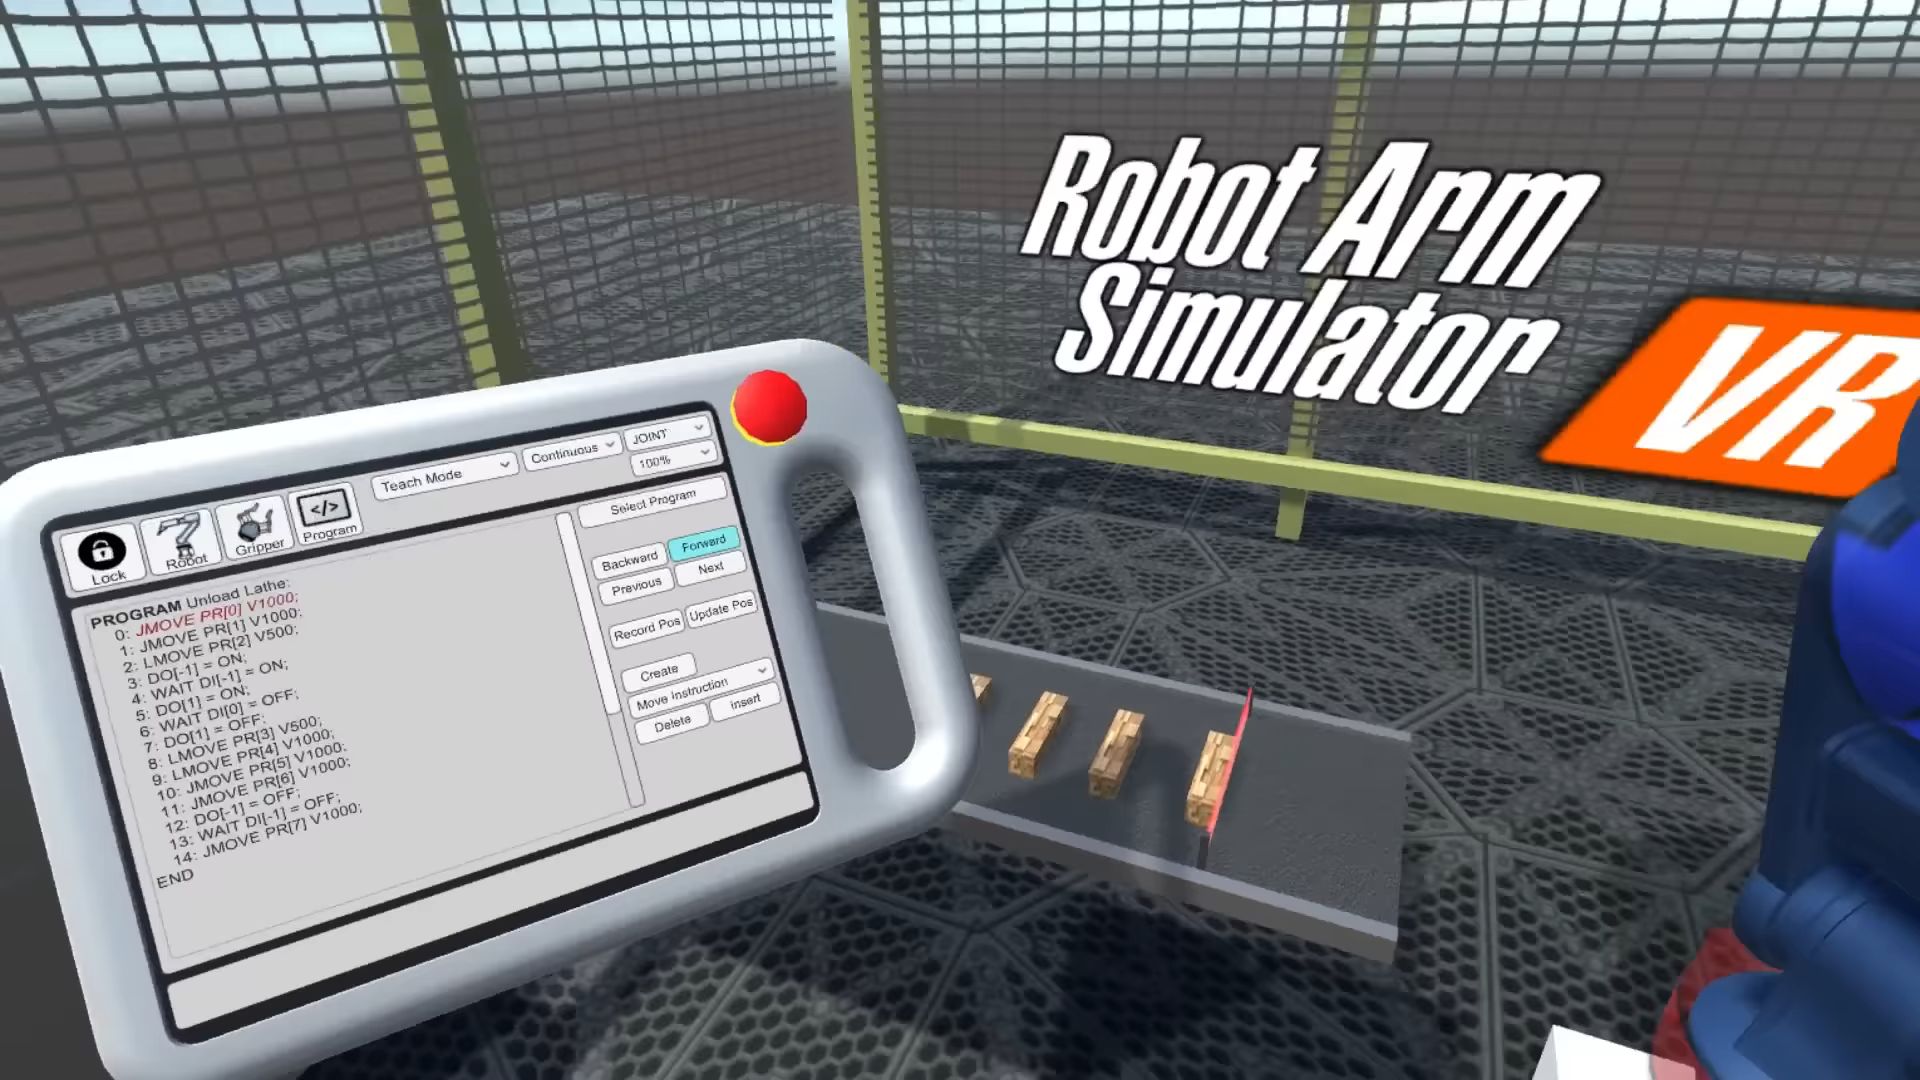 Robot Arm
Simulator
VR
Teach Mode
Continuous
JOINT
100%
Lock
Robot
Gripper
Program
Select Program
Backward
Forward
Previous
Next
Record Pos
Update Pos
Create
Move Instruction
Delete
Insert
PROGRAM Unload Lathe:
0: JMOVE PR[0] V1000;
1: JMOVE PR[1] V1000;
2: LMOVE PR[2] V500;
3: DO[-1] = ON;
4: WAIT DI[-1] = ON;
5: DO[1] = ON;
6: WAIT DI[0] = OFF;
7: DO[1] = OFF;
8: LMOVE PR[3] V500;
9: LMOVE PR[4] V1000;
10: JMOVE PR[5] V1000;
11: JMOVE PR[6] V1000;
12: DO[-1] = OFF;
13: WAIT DI[-1] = OFF;
14: JMOVE PR[7] V1000;
END